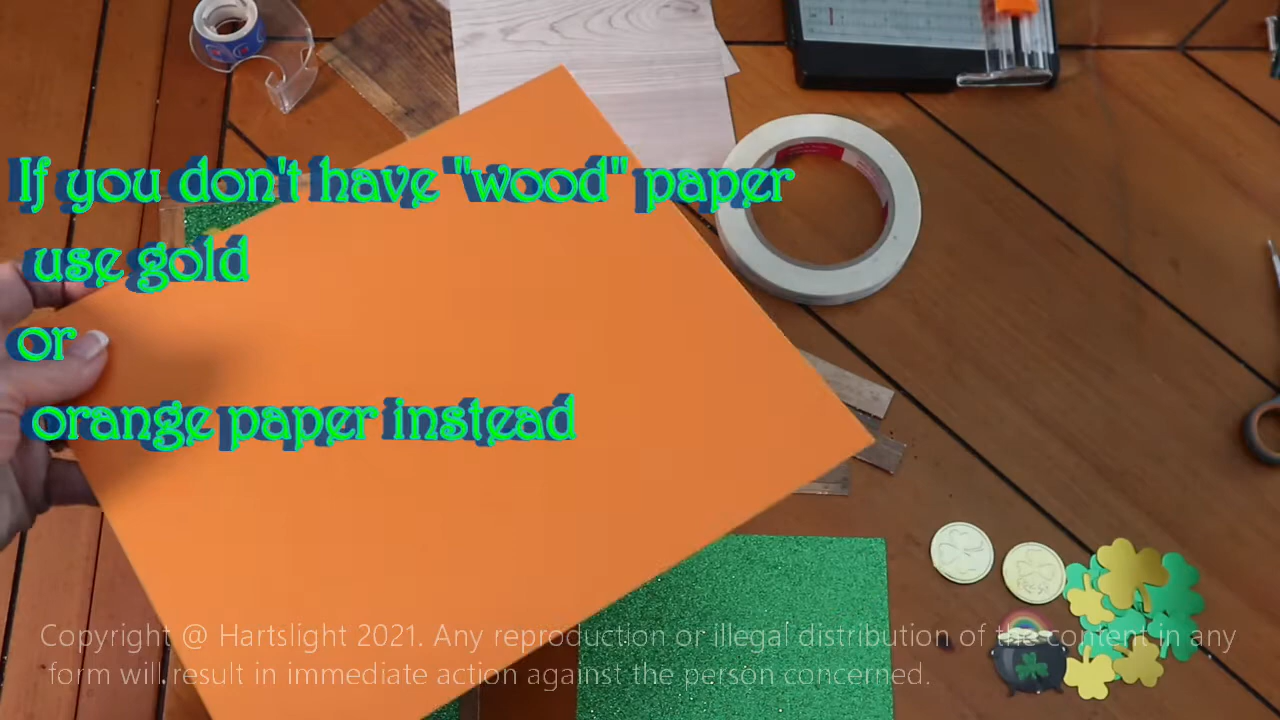 If you don't have "wood" paper
use gold
or
orange paper instead
Copyright @ Hartslight 2021. Any reproduction or illegal distribution of the content in any
form will result in immediate action against the person concerned.